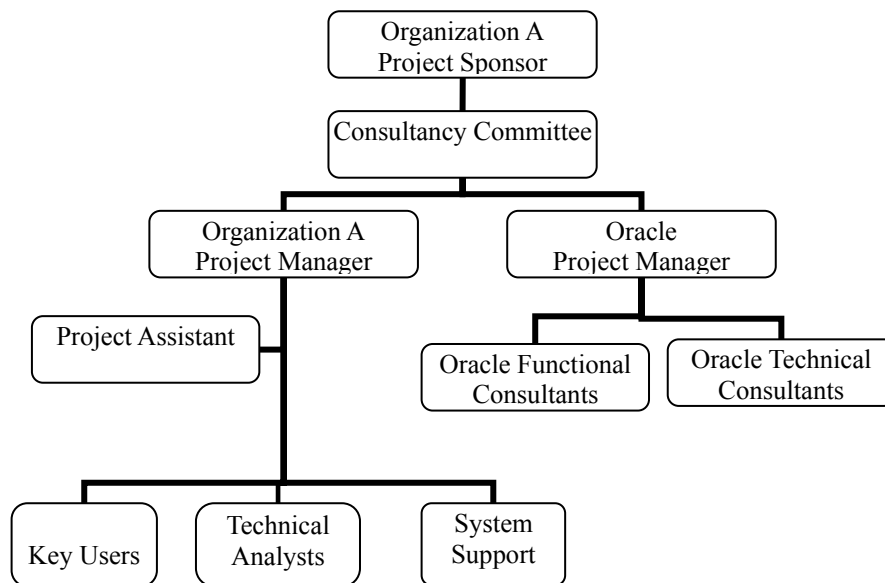 Organization A
Project Sponsor
Consultancy Committee
Organization A
Project Manager
Oracle
Project Manager
Project Assistant
Oracle Functional
Consultants
Oracle Technical
Consultants
Key Users
Technical
Analysts
System
Support